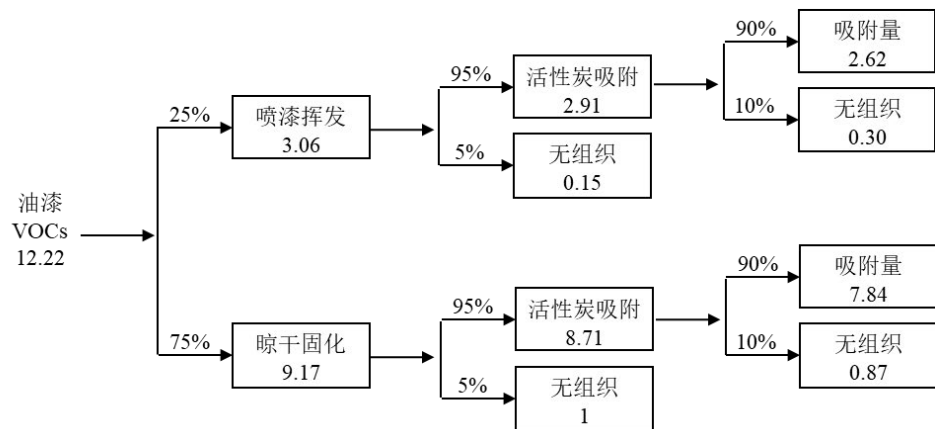 油漆
VOCs
12.22
25%
喷漆挥发
3.06
95%
活性炭吸附
2.91
90%
吸附量
2.62
10%
无组织
0.30
5%
无组织
0.15
75%
晾干固化
9.17
95%
活性炭吸附
8.71
90%
吸附量
7.84
10%
无组织
0.87
5%
无组织
1